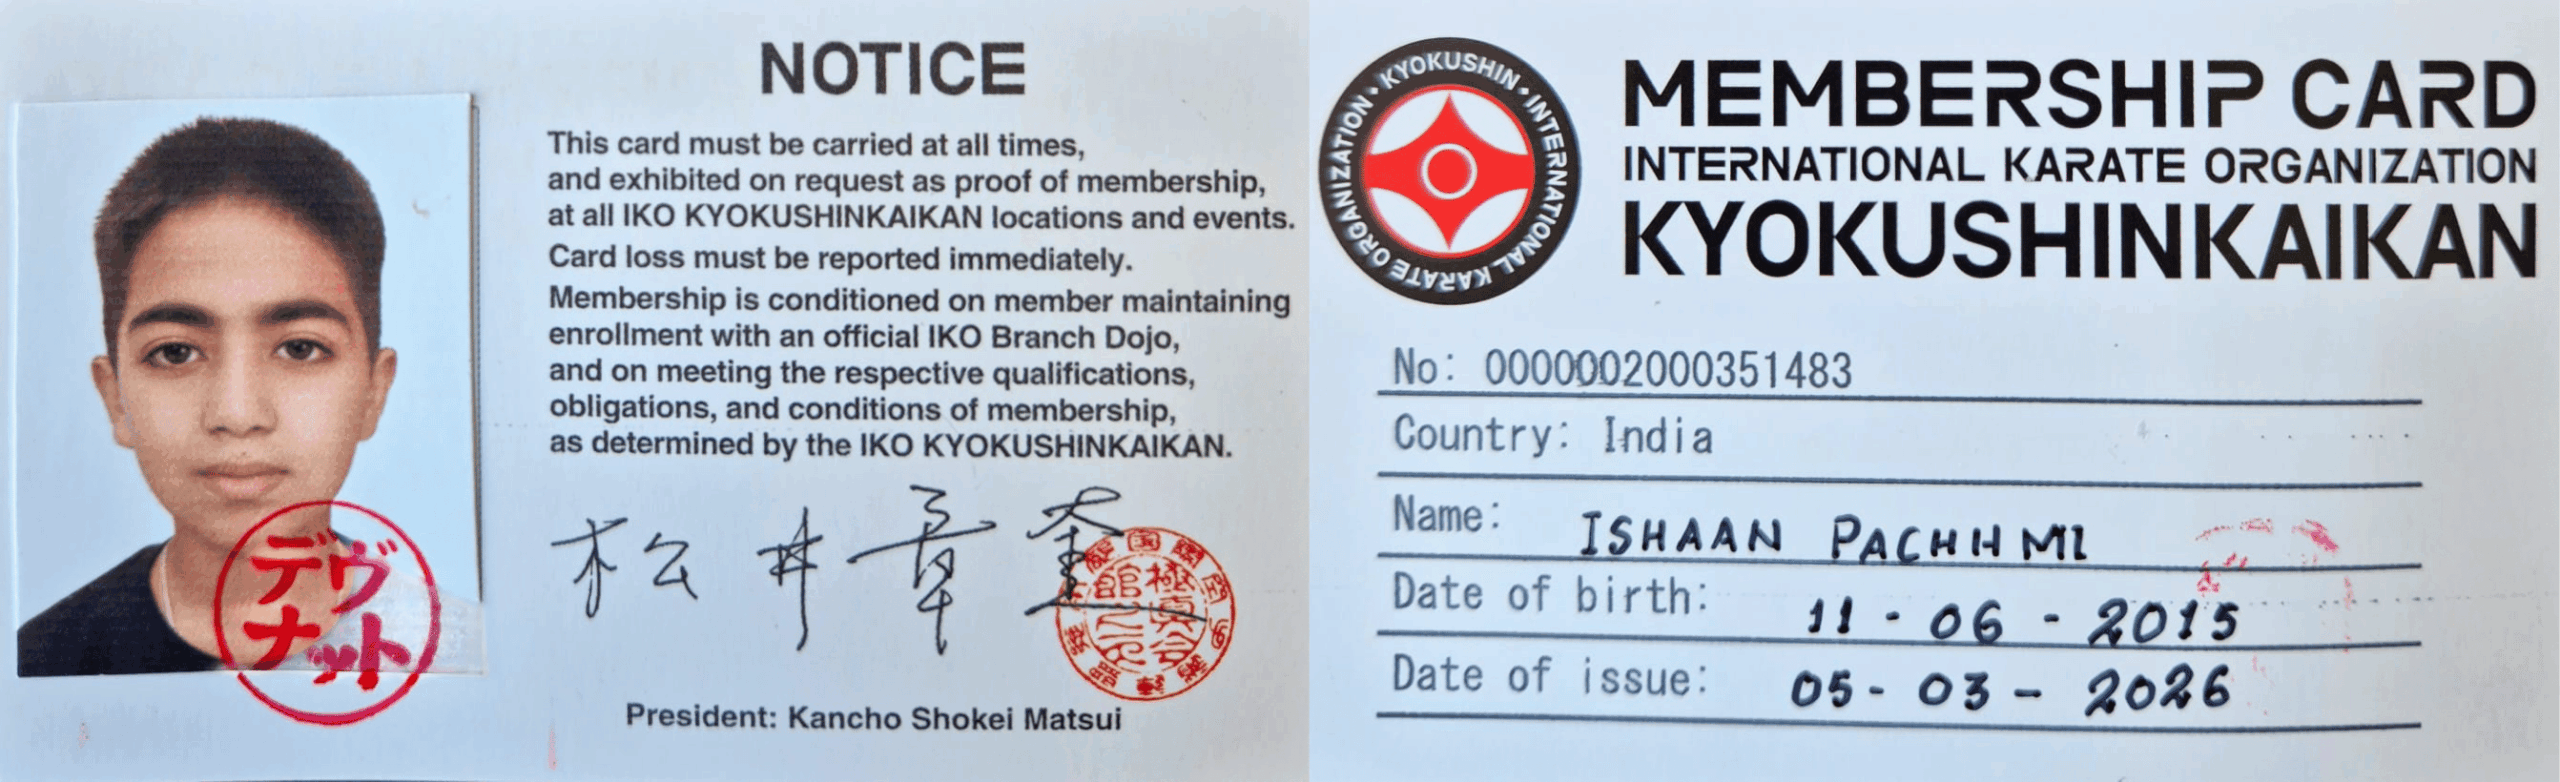 NOTICE
This card must be carried at all times,
and exhibited on request as proof of membership,
at all IKO KYOKUSHINKAIKAN locations and events.
Card loss must be reported immediately.
Membership is conditioned on member maintaining
enrollment with an official IKO Branch Dojo,
and on meeting the respective qualifications,
obligations, and conditions of membership,
as determined by the IKO KYOKUSHINKAIKAN.
松井章奎
President: Kancho Shokei Matsui
デヴ
ナット
KYOKUSHIN • INTERNATIONAL KARATE ORGANIZATION •
MEMBERSHIP CARD
INTERNATIONAL KARATE ORGANIZATION
KYOKUSHINKAIKAN
No: 0000002000351483
Country: India
Name: ISHAAN PACHHMI
Date of birth: 11 - 06 - 2015
Date of issue: 05 - 03 - 2026